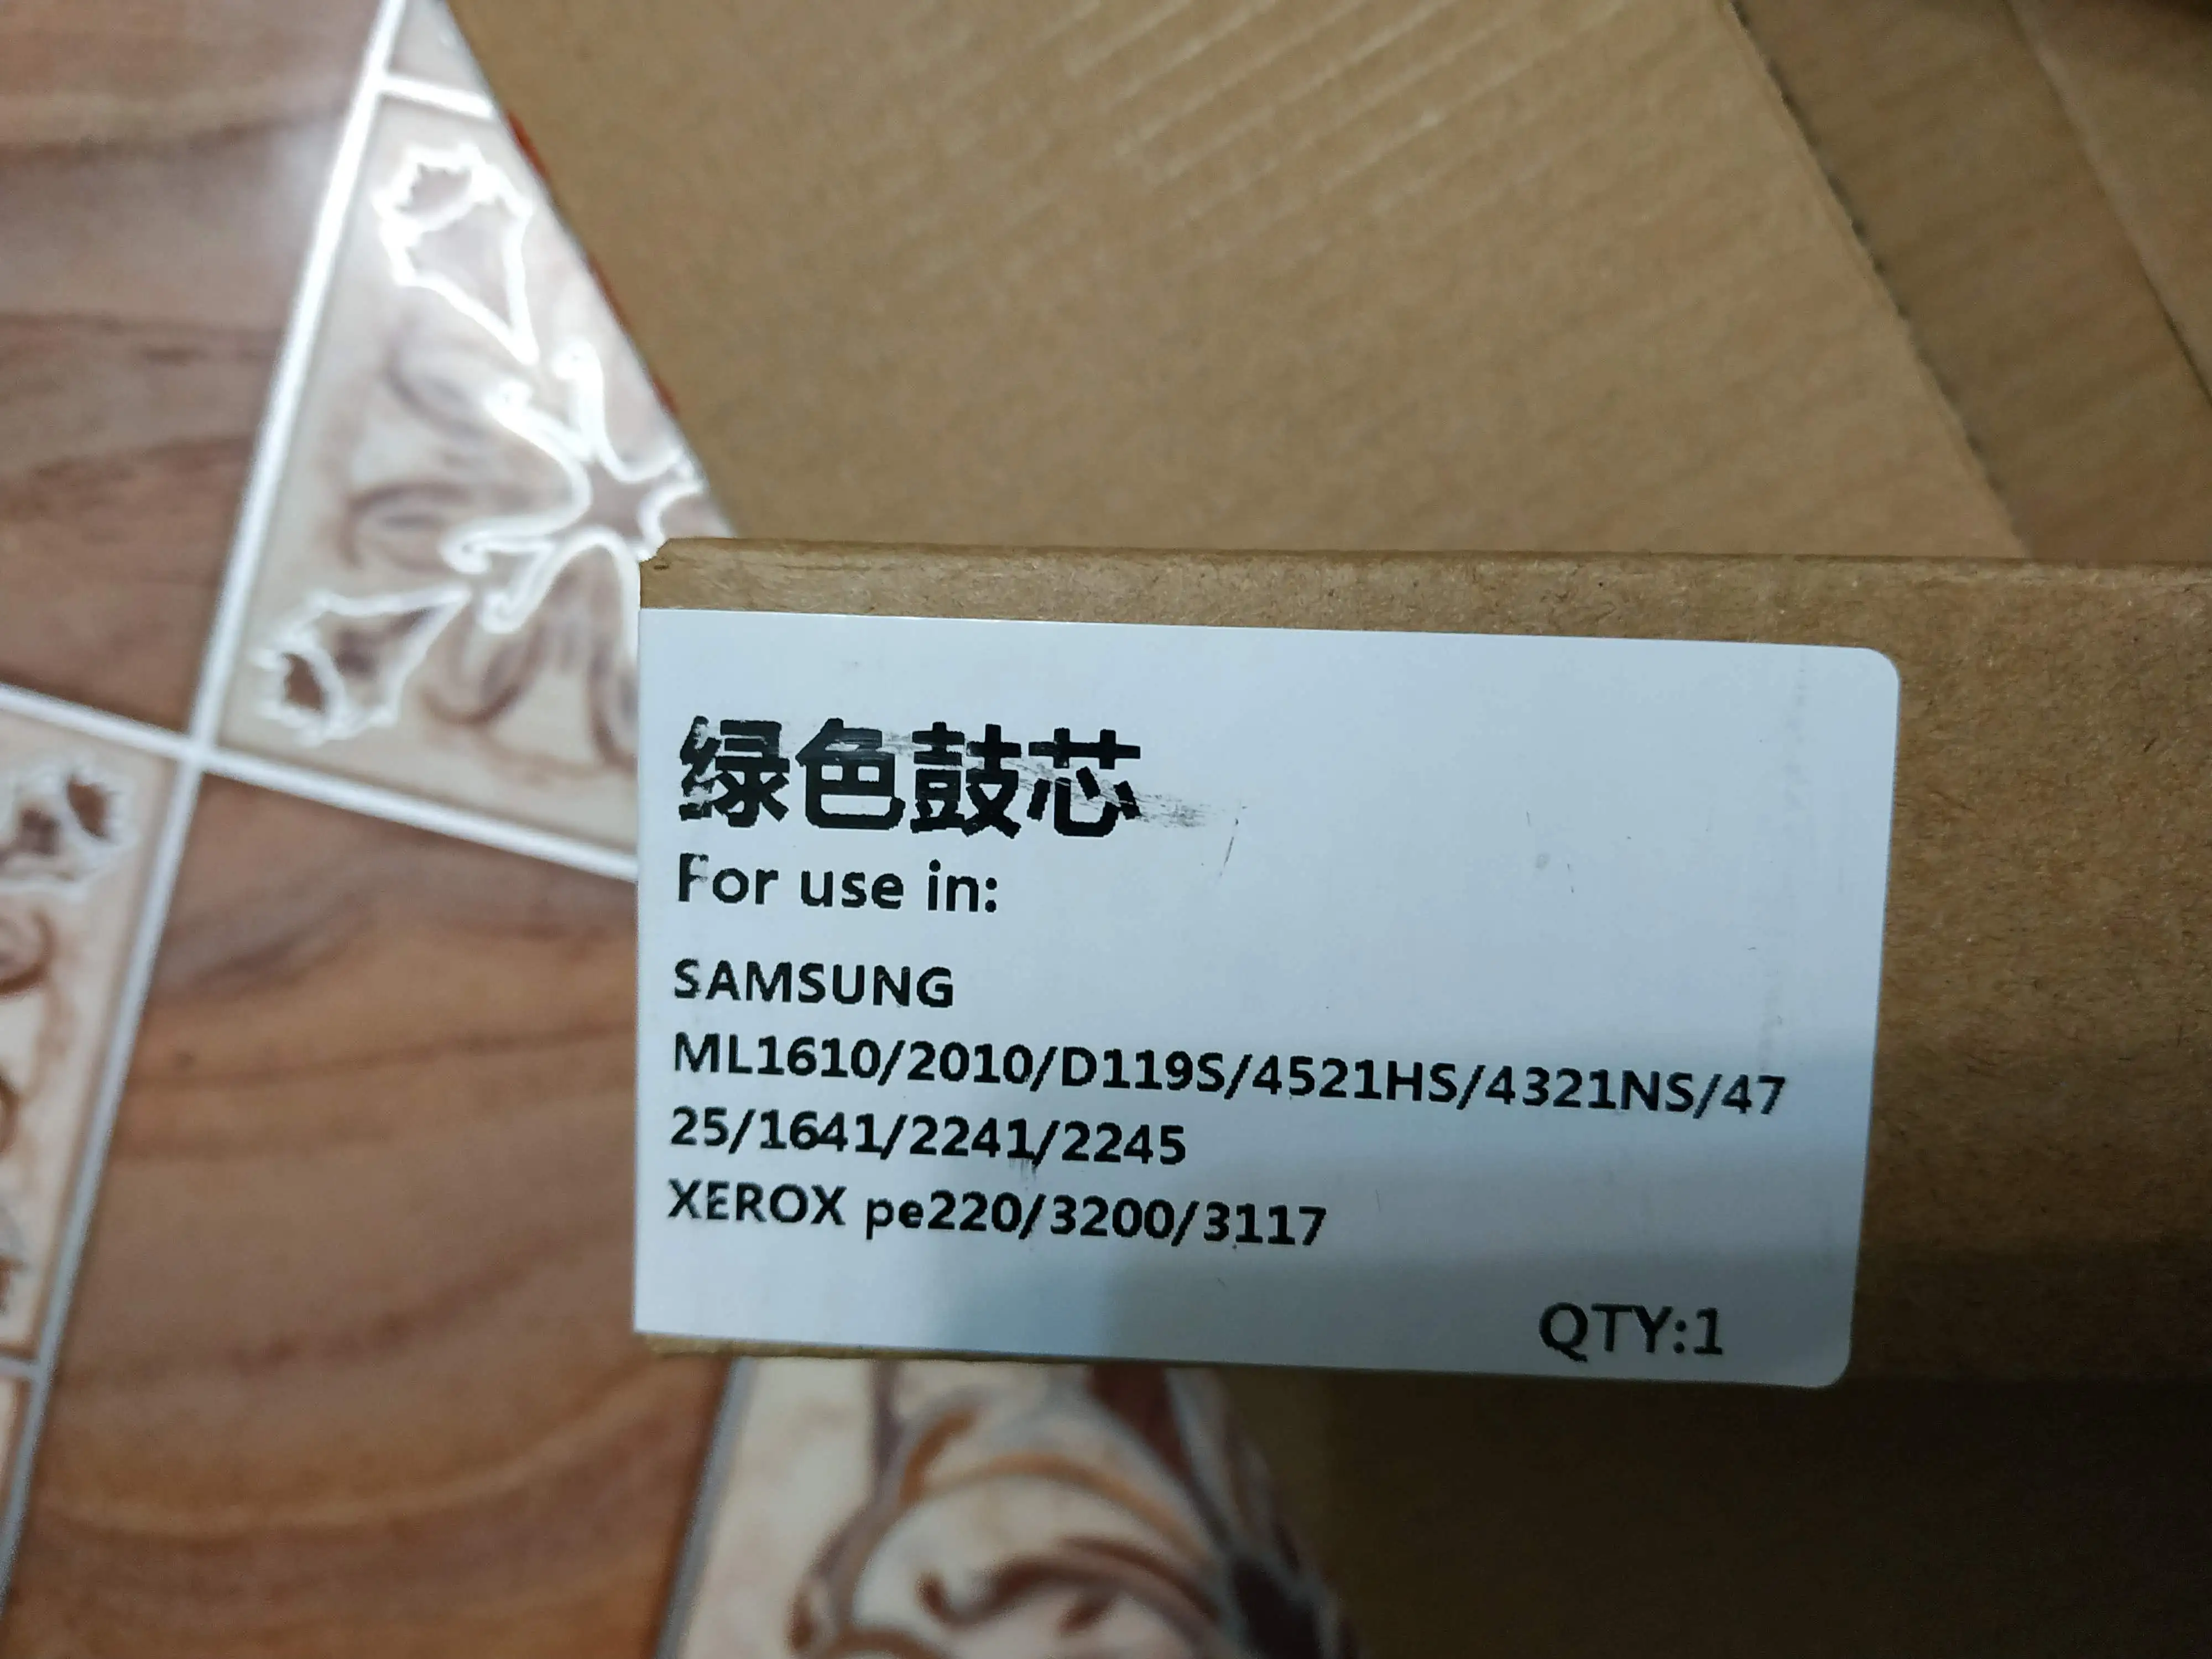 绿色鼓芯
For use in:
SAMSUNG
ML1610/2010/D119S/4521HS/4321NS/47
25/1641/2241/2245
XEROX pe220/3200/3117
QTY:1